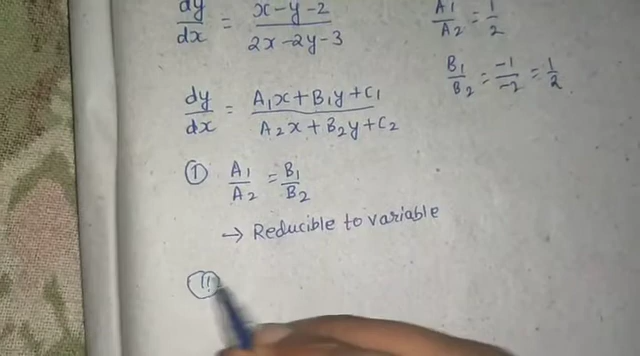 dy/dx = x-y-2 / 2x-2y-3
A1/A2 = 1/2
B1/B2 = -1/-2 = 1/2
dy/dx = A1x+B1y+C1 / A2x+B2y+C2
① A1/A2 = B1/B2
→ Reducible to variable
(ii)